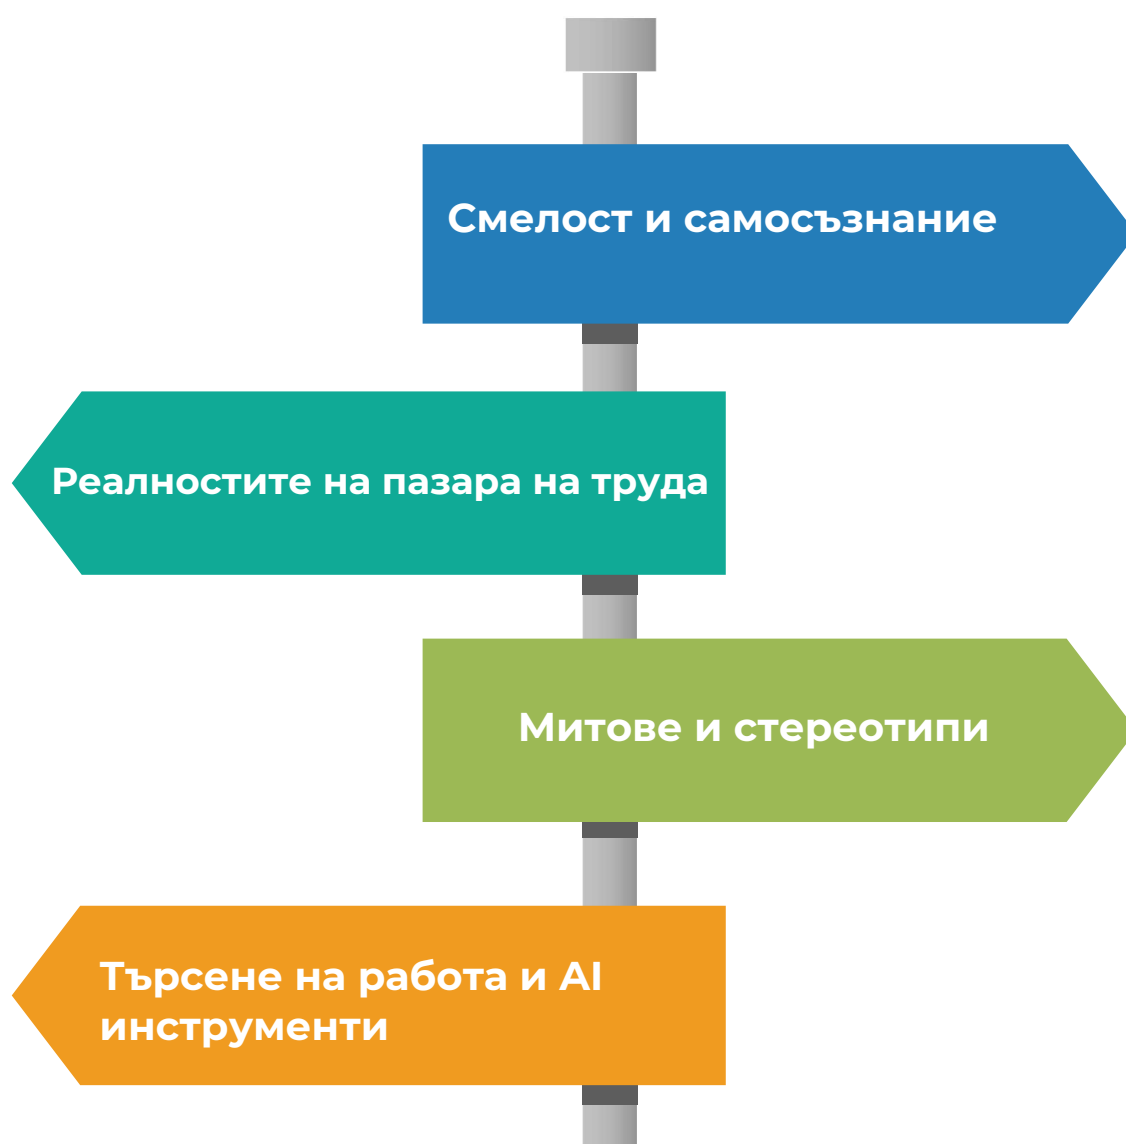 Смелост и самосъзнание
Реалностите на пазара на труда
Митове и стереотипи
Търсене на работа и AI
инструменти